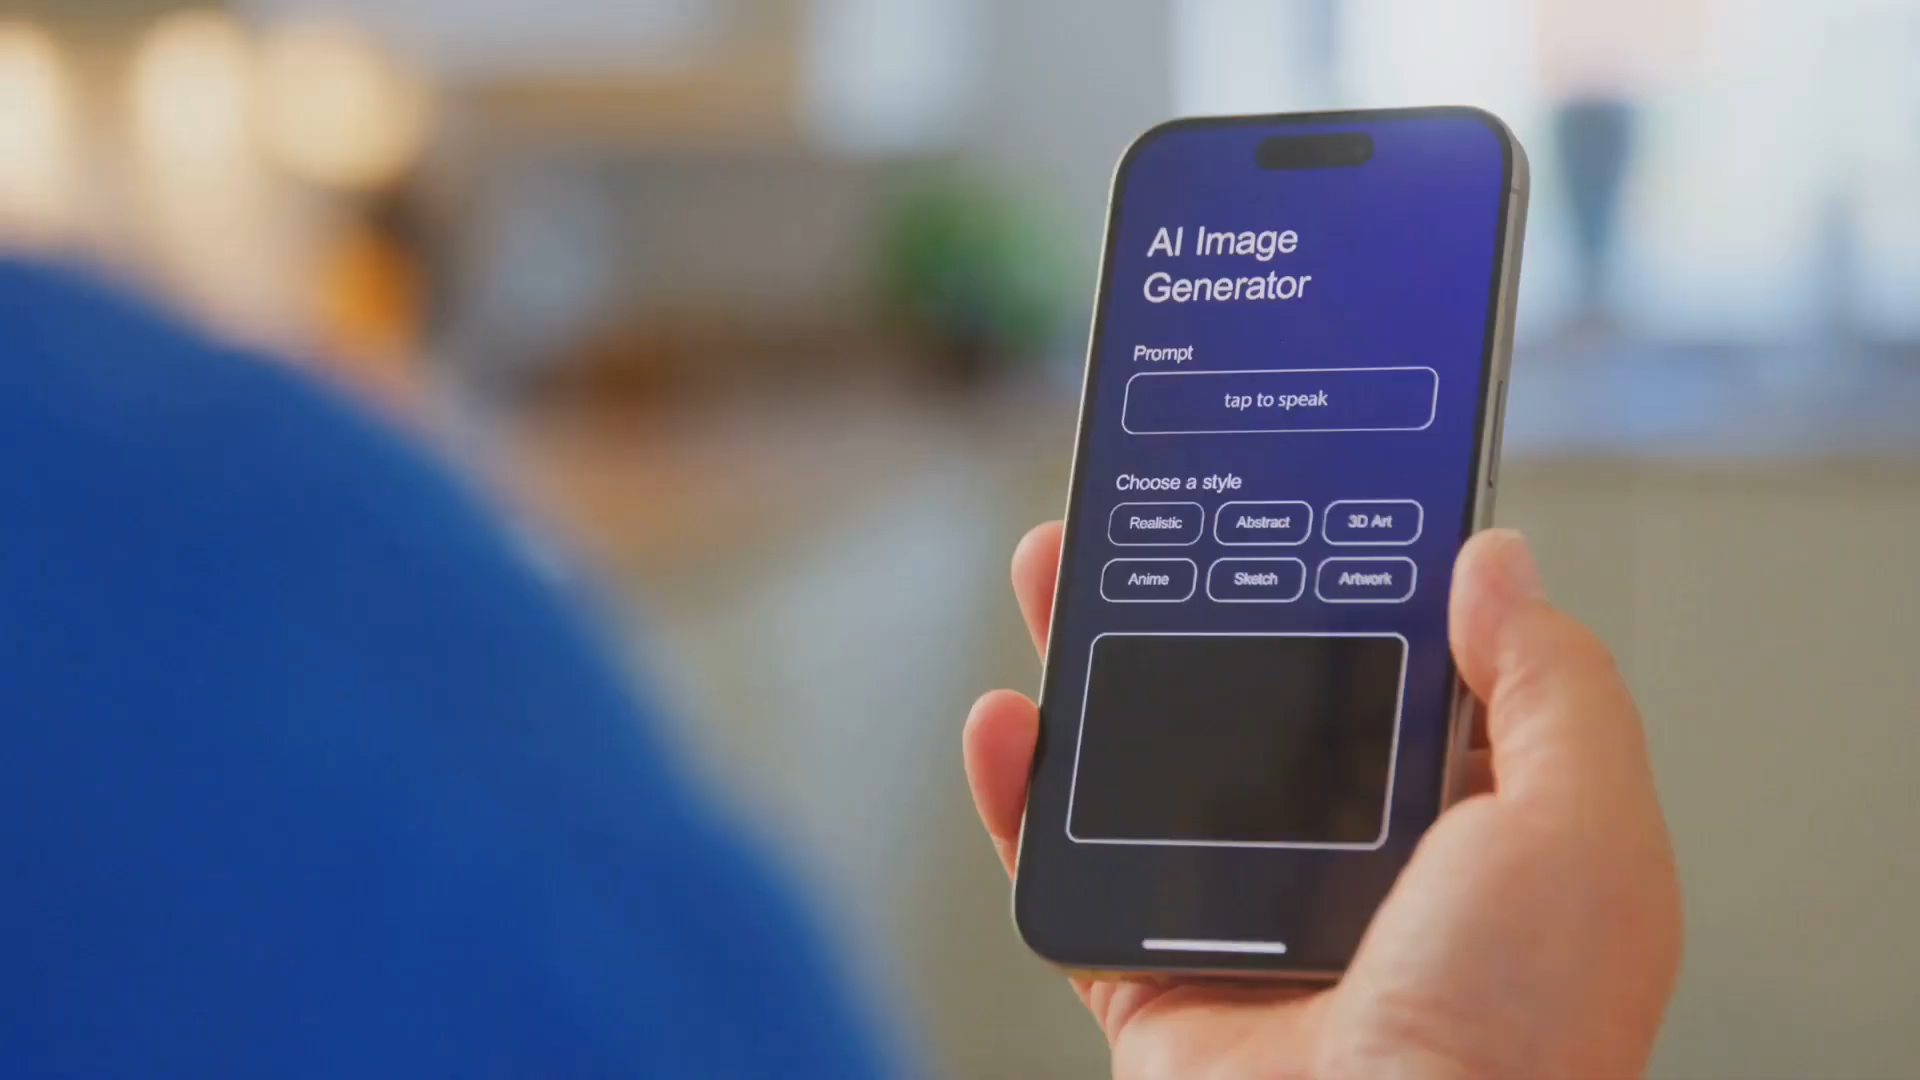 AI Image
Generator
Prompt
tap to speak
Choose a style
Realistic Abstract 3D Art
Anime Sketch Artwork